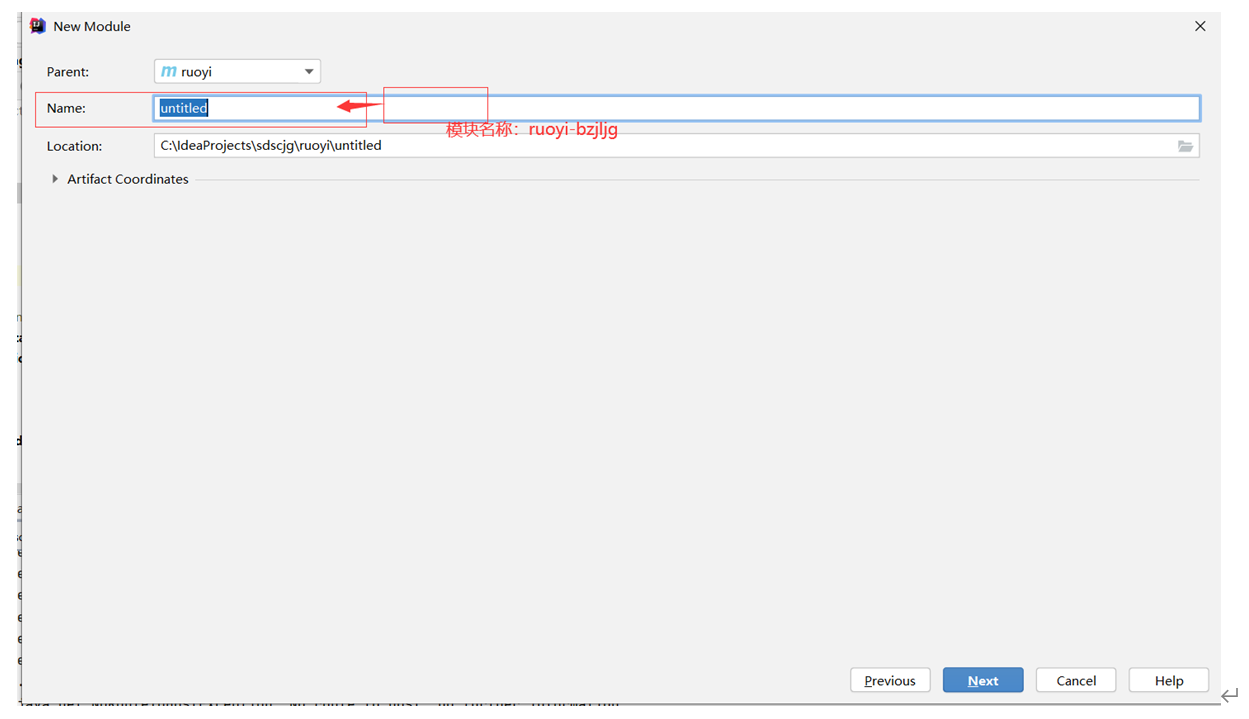 New Module
Parent:
m ruoyi
Name:
untitled
模块名称：ruoyi-bzjljg
Location:
C:\IdeaProjects\sdscjg\ruoyi\untitled
Artifact Coordinates
Previous
Next
Cancel
Help